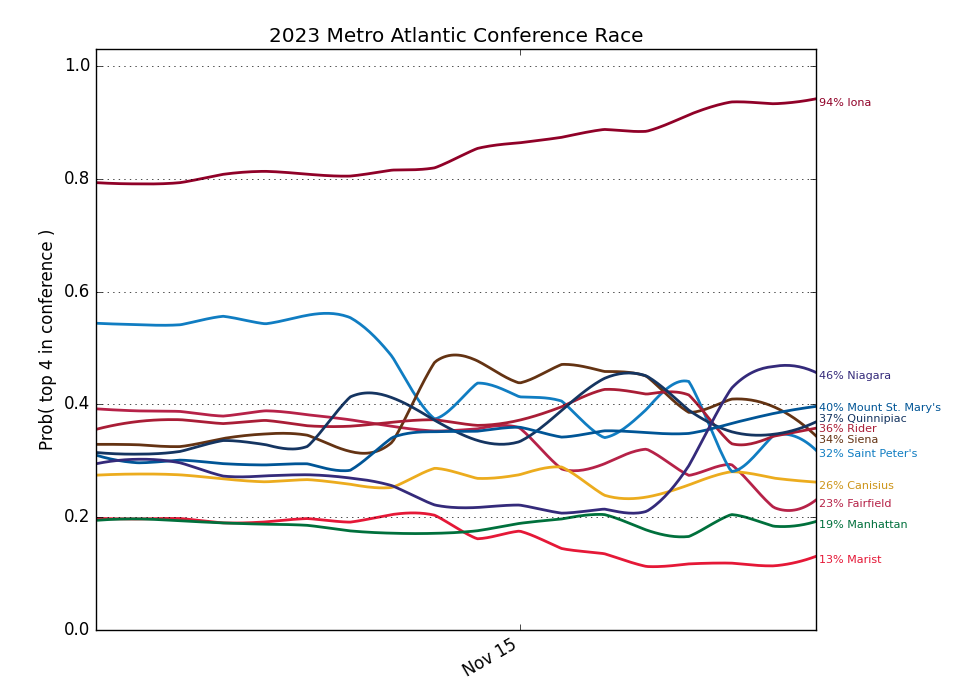 2023 Metro Atlantic Conference Race
1.0
0.8
0.6
0.4
0.2
0.0
Prob( top 4 in conference )
Nov 15
94% Iona
46% Niagara
40% Mount St. Mary's
37% Quinnipiac
36% Rider
34% Siena
32% Saint Peter's
26% Canisius
23% Fairfield
19% Manhattan
13% Marist